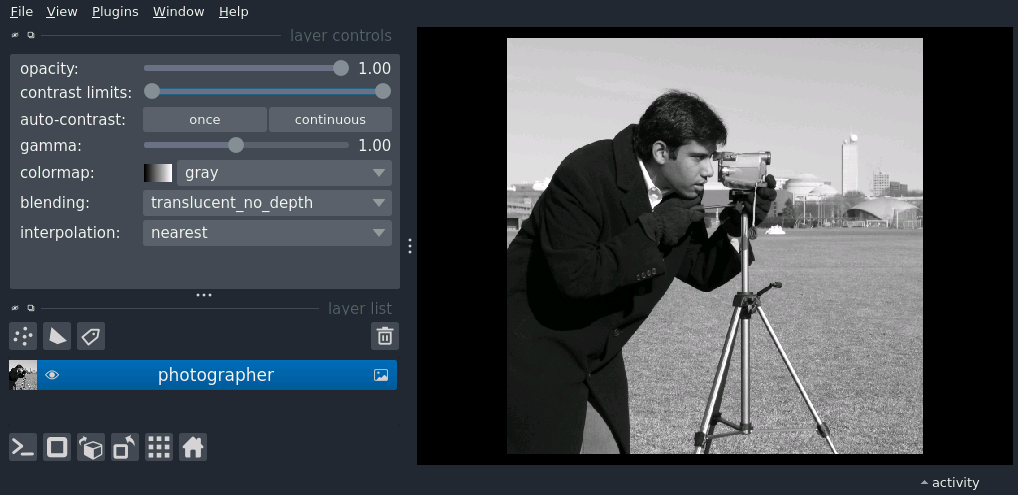 File View Plugins Window Help
layer controls
opacity: 1.00
contrast limits:
auto-contrast: once continuous
gamma: 1.00
colormap: gray
blending: translucent_no_depth
interpolation: nearest
layer list
photographer
activity